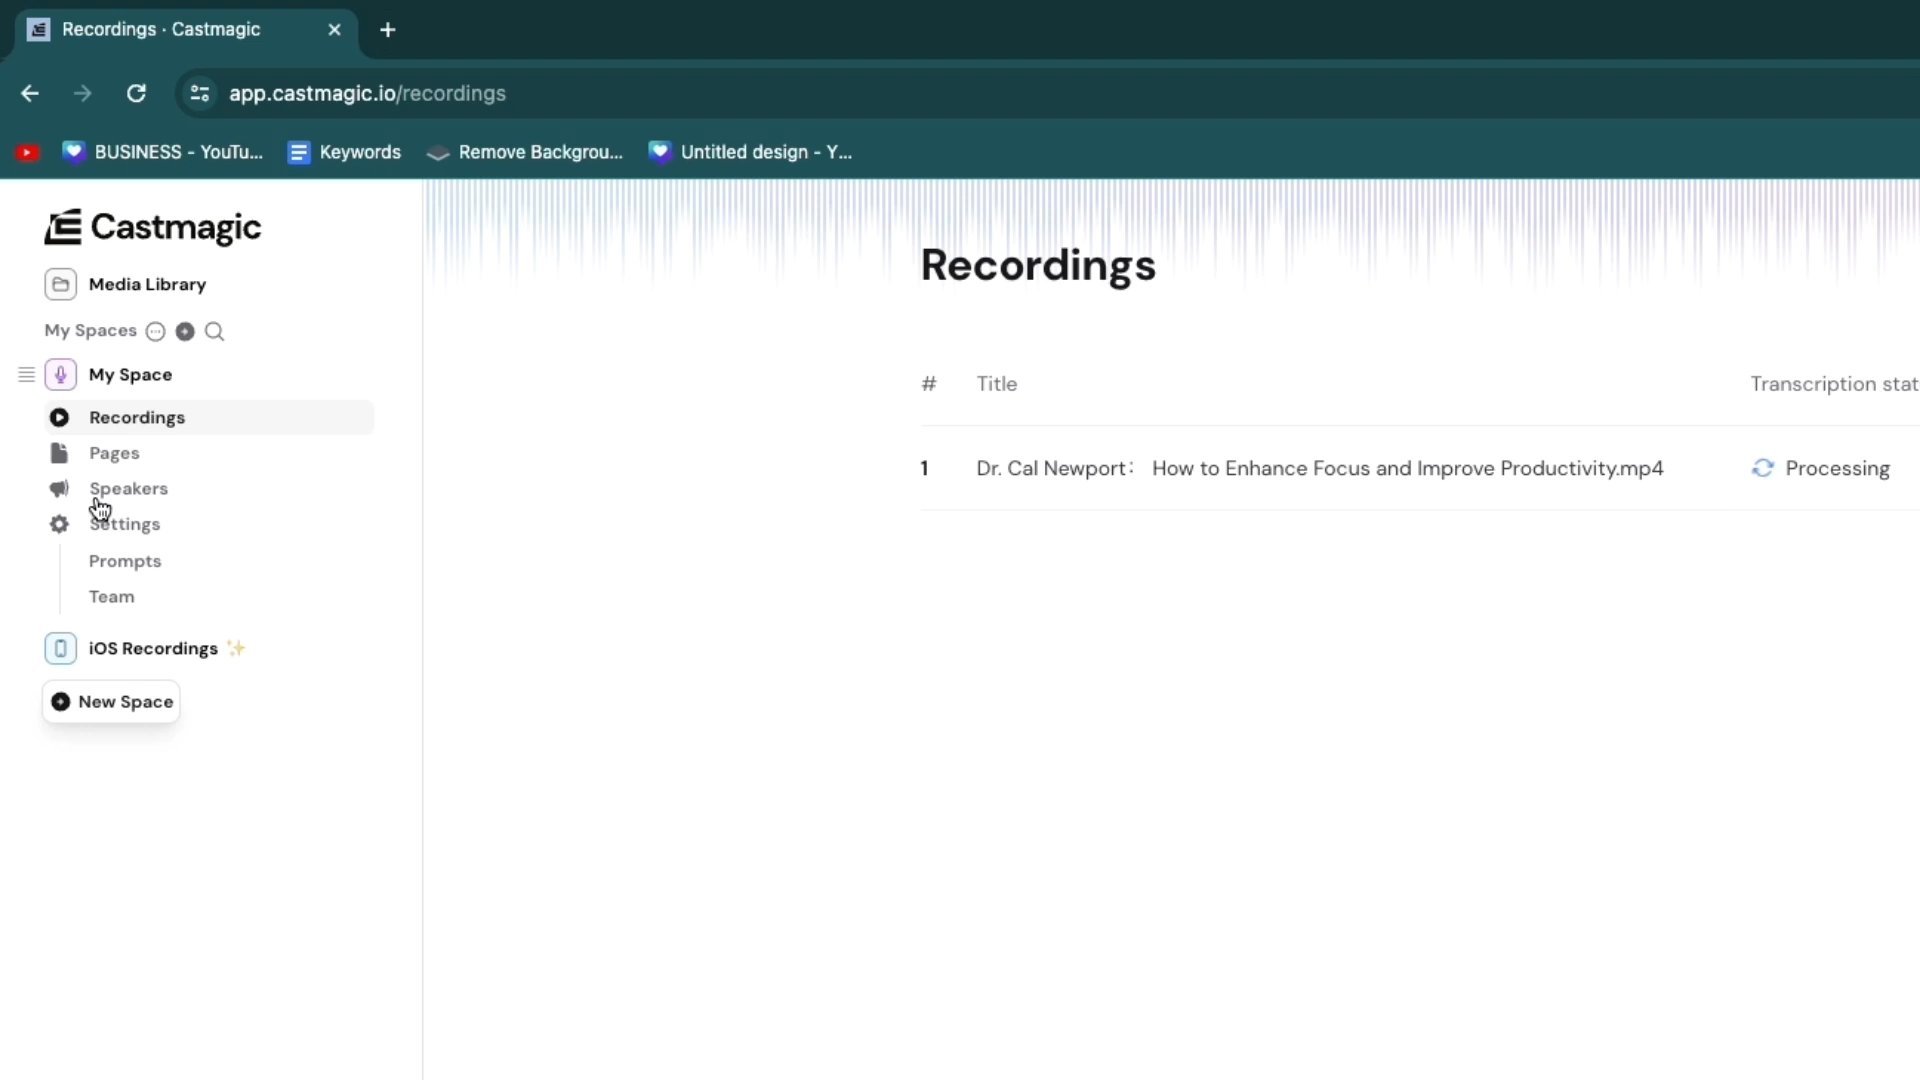 Recordings · Castmagic
app.castmagic.io/recordings
BUSINESS - YouTu...
Keywords
Remove Backgrou...
Untitled design - Y...
Castmagic
Media Library
My Spaces
My Space
Recordings
Pages
Speakers
Settings
Prompts
Team
iOS Recordings
New Space
Recordings
# Title Transcription stat
1 Dr. Cal Newport: How to Enhance Focus and Improve Productivity.mp4 Processing